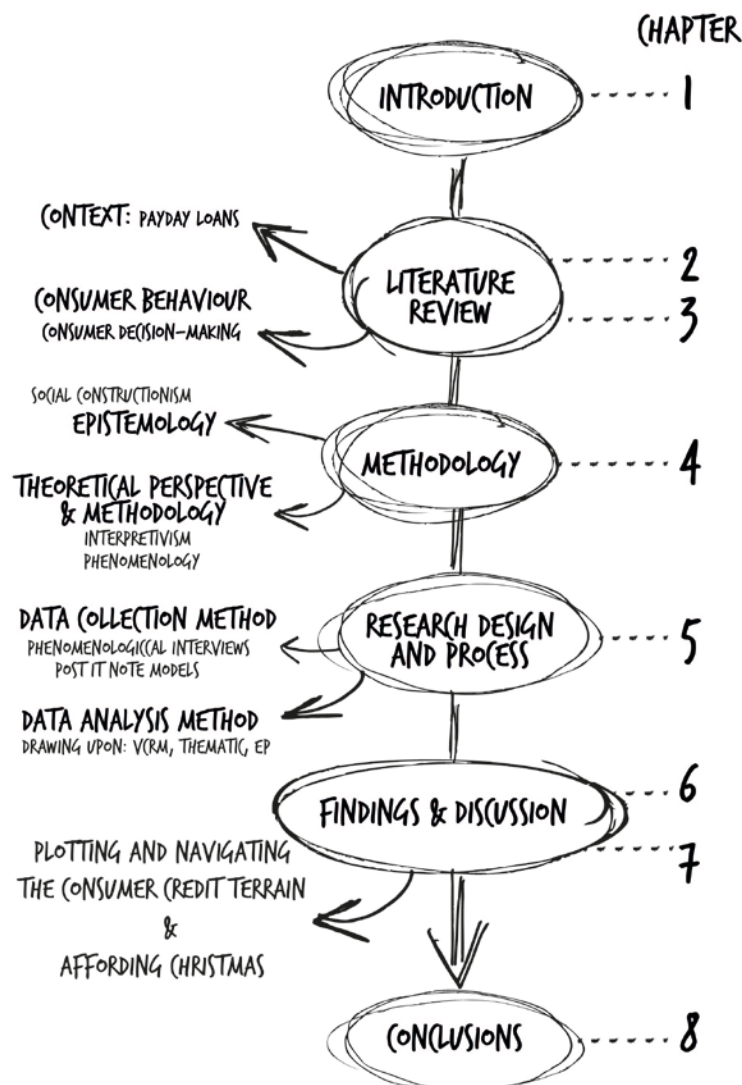 CHAPTER
INTRODUCTION
1
CONTEXT: PAYDAY LOANS
CONSUMER BEHAVIOUR
CONSUMER DECISION-MAKING
LITERATURE
REVIEW
2
3
SOCIAL CONSTRUCTIONISM
EPISTEMOLOGY
THEORETICAL PERSPECTIVE
& METHODOLOGY
INTERPRETIVISM
PHENOMENOLOGY
METHODOLOGY
4
DATA COLLECTION METHOD
PHENOMENOLOGICCAL INTERVIEWS
POST IT NOTE MODELS
DATA ANALYSIS METHOD
DRAWING UPON: VCRM, THEMATIC, EP
RESEARCH DESIGN
AND PROCESS
5
FINDINGS & DISCUSSION
6
7
PLOTTING AND NAVIGATING
THE CONSUMER CREDIT TERRAIN
&
AFFORDING CHRISTMAS
CONCLUSIONS
8